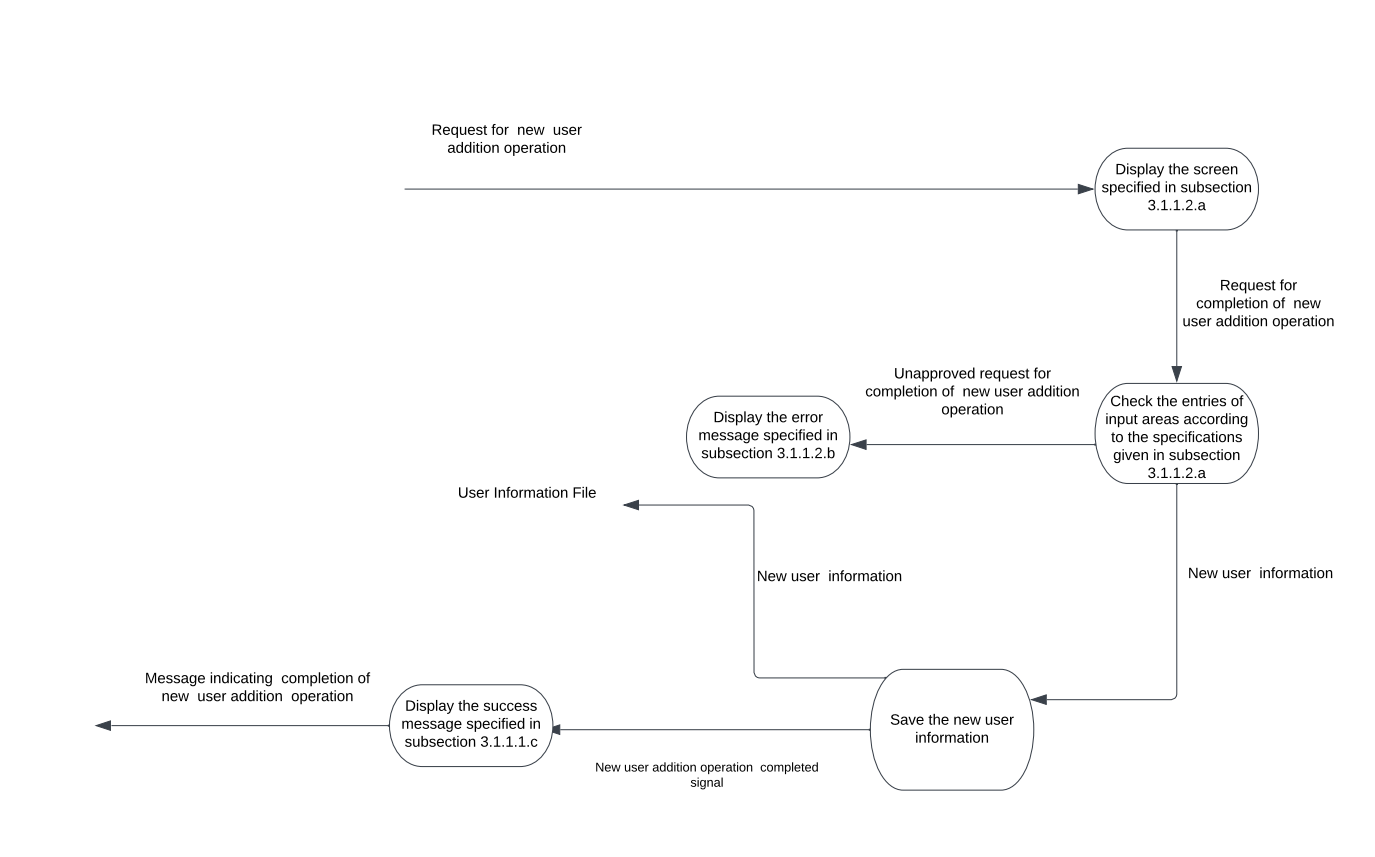 Request for  new  user
addition operation
Display the screen
specified in subsection
3.1.1.2.a
Request for
completion of  new
user addition operation
Unapproved request for
completion of  new user addition
operation
Display the error
message specified in
subsection 3.1.1.2.b
Check the entries of
input areas according
to the specifications
given in subsection
3.1.1.2.a
User Information File
New user  information
New user  information
Message indicating  completion of
new  user addition  operation
Display the success
message specified in
subsection 3.1.1.1.c
Save the new user
information
New user addition operation  completed
signal